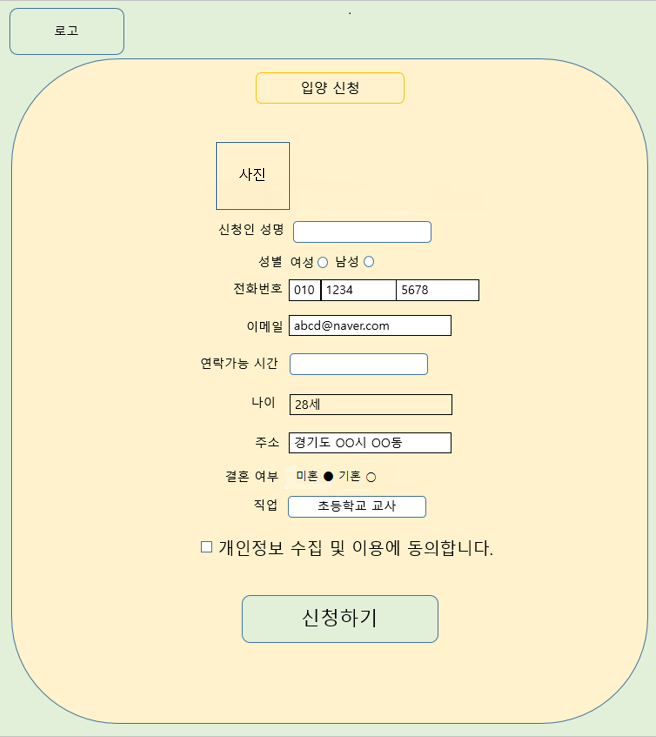 로고
입양 신청
사진
신청인 성명
성별 여성 남성
전화번호 010 1234 5678
이메일 abcd@naver.com
연락가능 시간
나이 28세
주소 경기도 OO시 OO동
결혼 여부 미혼 ● 기혼 ○
직업 초등학교 교사
개인정보 수집 및 이용에 동의합니다.
신청하기